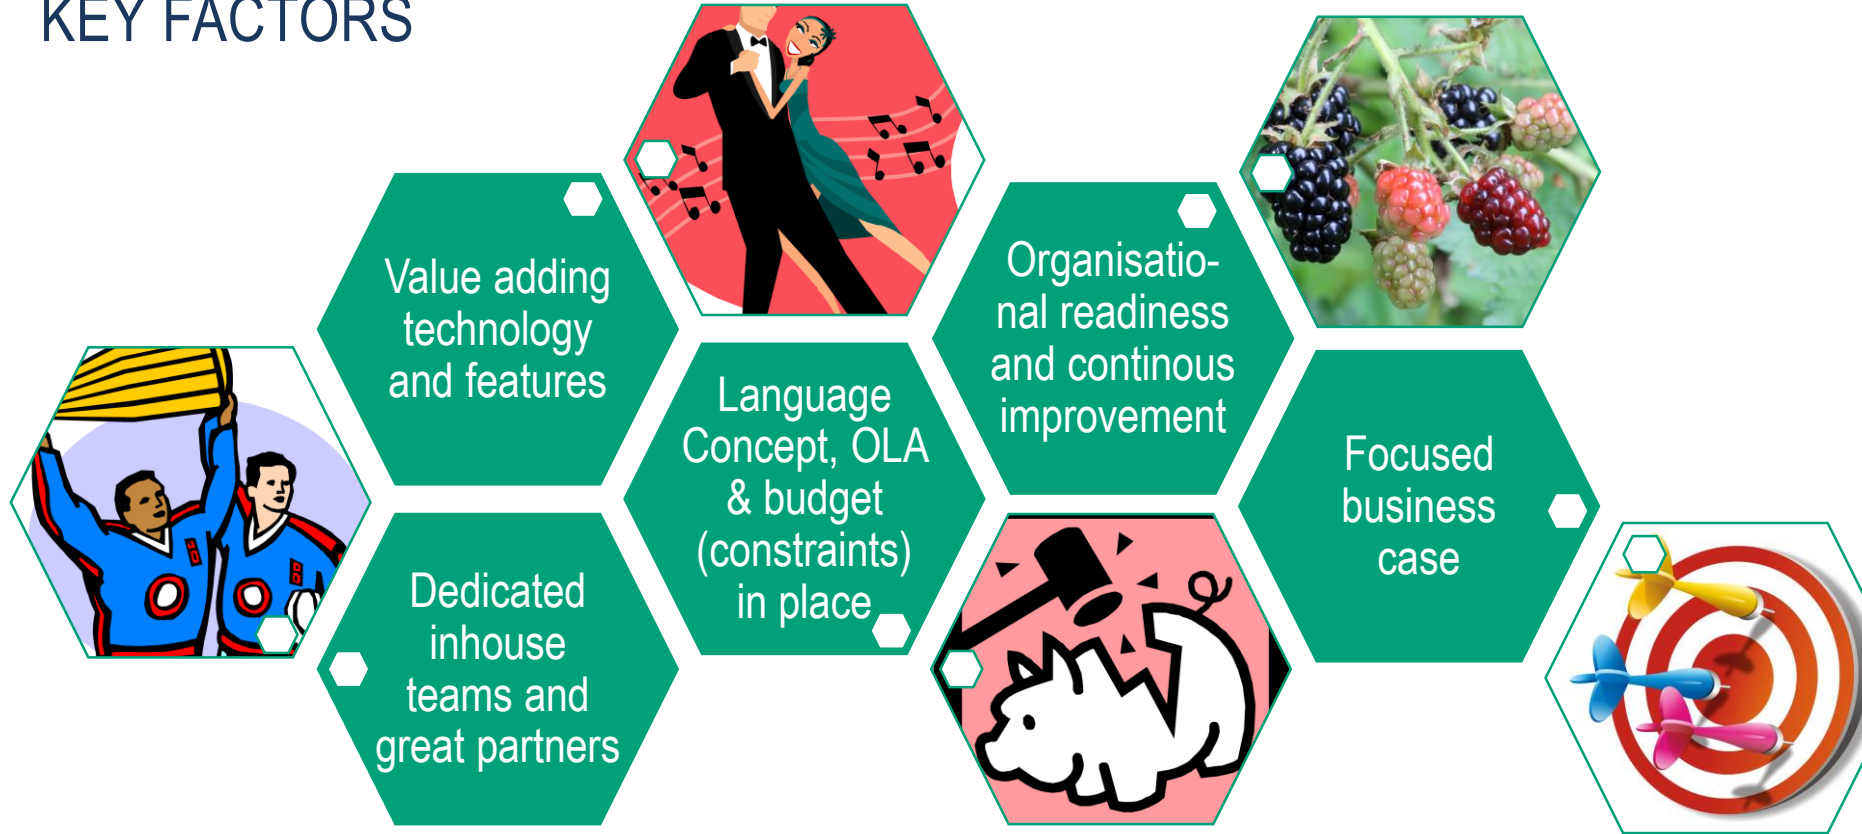 KEY FACTORS
Value adding
technology
and features
Dedicated
inhouse
teams and
great partners
Language
Concept, OLA
& budget
(constraints)
in place
Organisatio-
nal readiness
and continous
improvement
Focused
business
case